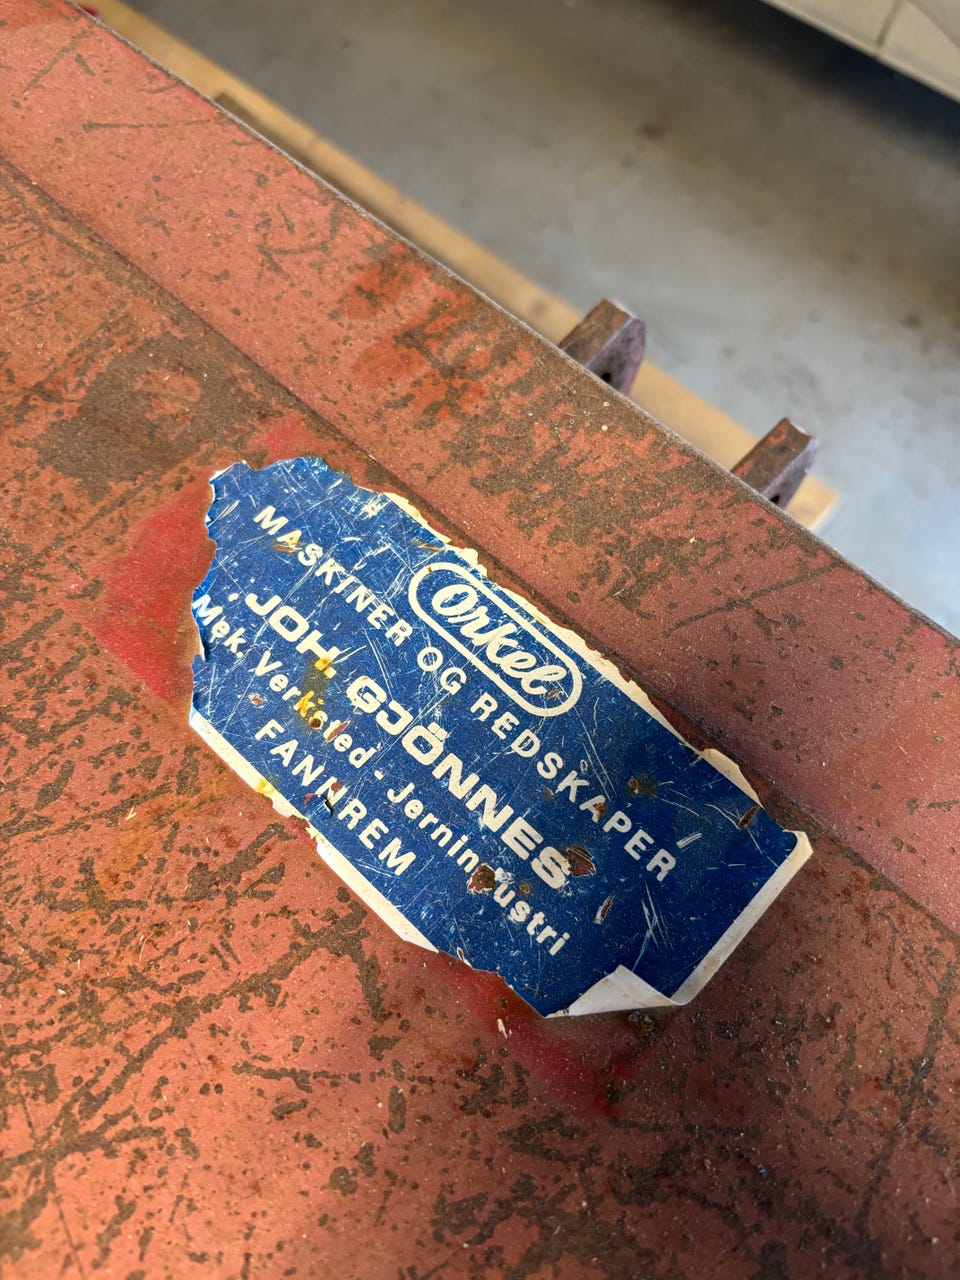 Orkel
MASKINER OG REDSKAPER
JOH. GJÖNNES
Mek. Verksted - Jernindustri
FANNREM